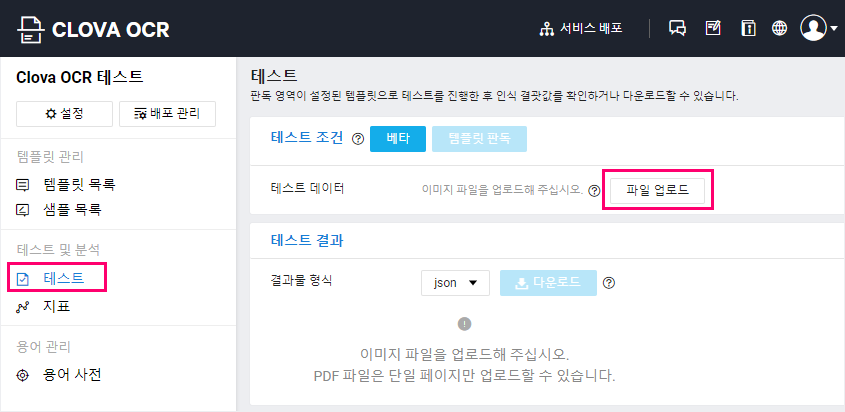 CLOVA OCR
서비스 배포
Clova OCR 테스트
설정
배포 관리
템플릿 관리
템플릿 목록
샘플 목록
테스트 및 분석
테스트
지표
용어 관리
용어 사전
테스트
판독 영역이 설정된 템플릿으로 테스트를 진행한 후 인식 결괏값을 확인하거나 다운로드할 수 있습니다.
테스트 조건 ? 베타 템플릿 판독
테스트 데이터 이미지 파일을 업로드해 주십시오. ? 파일 업로드
테스트 결과
결과물 형식 json 다운로드 ?
이미지 파일을 업로드해 주십시오.
PDF 파일은 단일 페이지만 업로드할 수 있습니다.